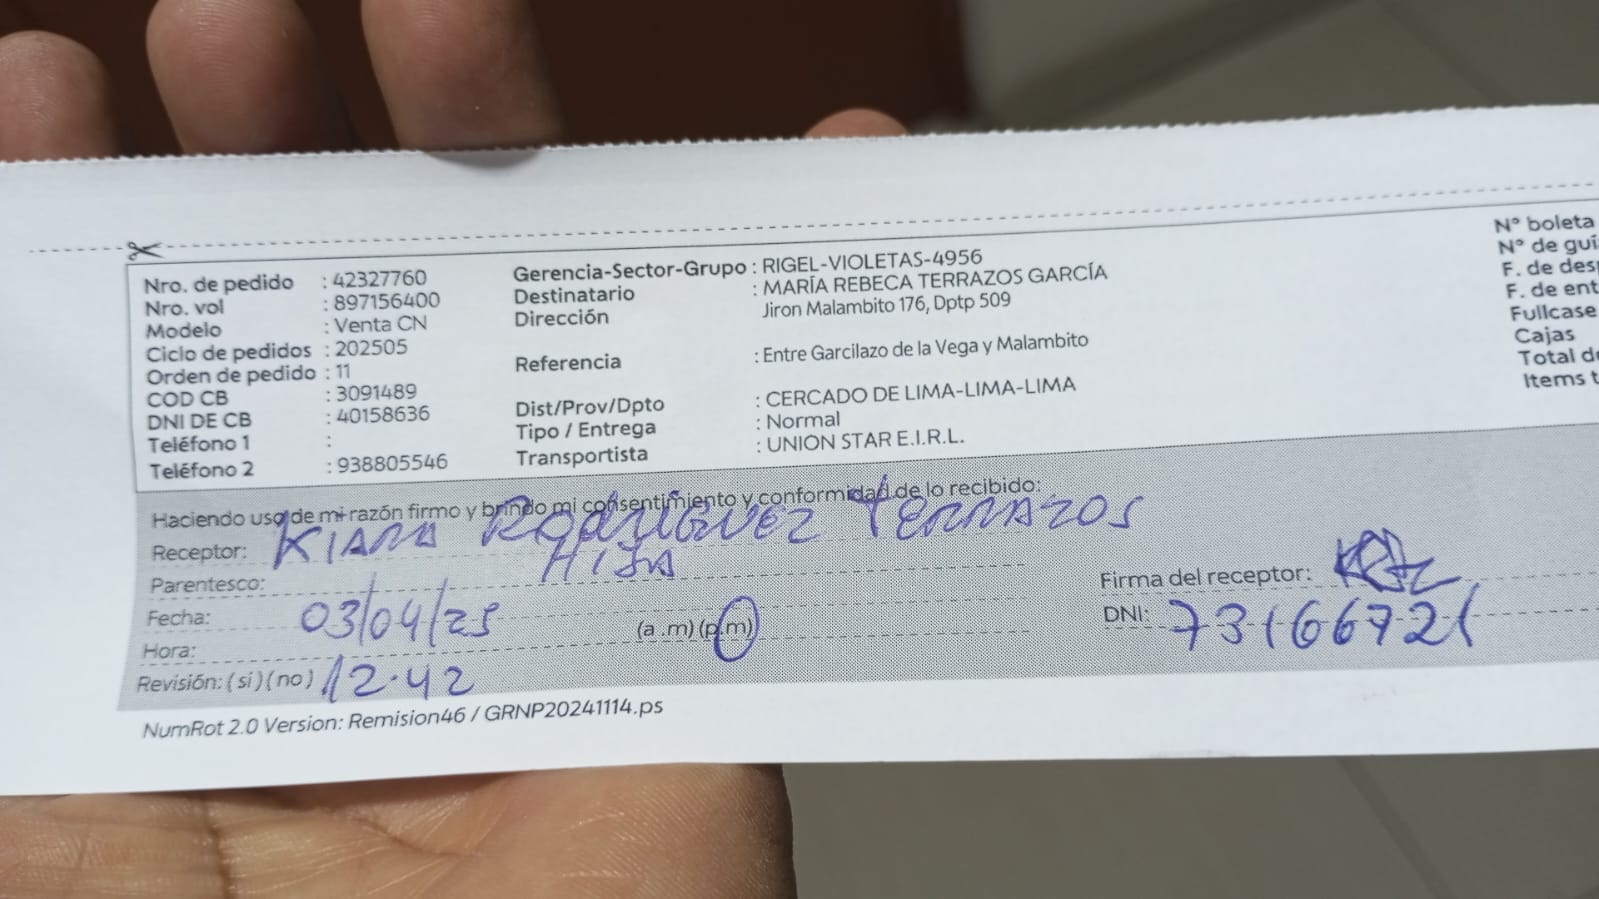 Nro. de pedido : 42327760
Nro. vol : 897156400
Modelo : Venta CN
Ciclo de pedidos : 202505
Orden de pedido : 11
COD CB : 3091489
DNI DE CB : 40158636
Teléfono 1 :
Teléfono 2 : 938805546
Gerencia-Sector-Grupo : RIGEL-VIOLETAS-4956
Destinatario : MARÍA REBECA TERRAZOS GARCÍA
Dirección Jiron Malambito 176, Dptp 509
Referencia : Entre Garcilazo de la Vega y Malambito
Dist/Prov/Dpto : CERCADO DE LIMA-LIMA-LIMA
Tipo / Entrega : Normal
Transportista : UNION STAR E.I.R.L.
N° boleta
N° de guí
F. de des
F. de ent
Fullcase
Cajas
Total d
Items t
Haciendo uso de mi razón firmo y brindo mi consentimiento y conformidad de lo recibido:
Receptor: KIARA RODRIGUEZ TERRAZOS
Parentesco: HIJA
Fecha: 03/04/25
Hora: (a .m) (p.m)
Revisión: ( si ) ( no ) 12.42
Firma del receptor:
DNI: 73166721
NumRot 2.0 Version: Remision46 / GRNP20241114.ps